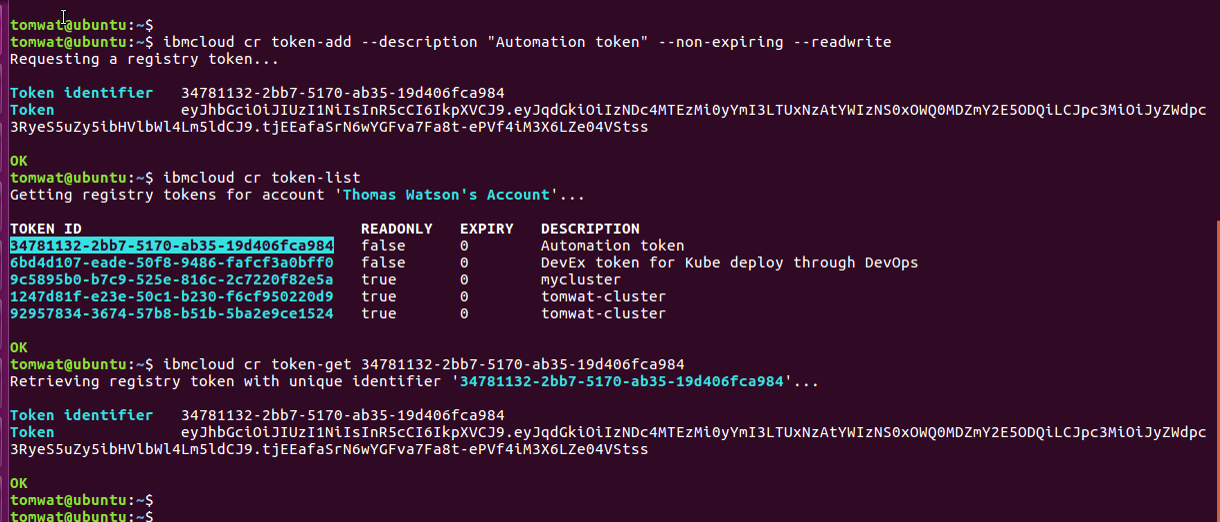 tomwat@ubuntu:~$
tomwat@ubuntu:~$ ibmcloud cr token-add --description "Automation token" --non-expiring --readwrite
Requesting a registry token...
Token identifier   34781132-2bb7-5170-ab35-19d406fca984
Token              eyJhbGciOiJIUzI1NiIsInR5cCI6IkpXVCJ9.eyJqdGkiOiIzNDc4MTEzMi0yYmI3LTUxNzAtYWIzNS0xOWQ0MDZmY2E5ODQiLCJpc3MiOiJyZWdpc
3RyeS5uZy5ibHVlbWl4Lm5ldCJ9.tjEEafaSrN6wYGFva7Fa8t-ePVf4iM3X6LZe04VStss
OK
tomwat@ubuntu:~$ ibmcloud cr token-list
Getting registry tokens for account 'Thomas Watson's Account'...
TOKEN ID                               READONLY   EXPIRY   DESCRIPTION
34781132-2bb7-5170-ab35-19d406fca984   false      0        Automation token
6bd4d107-eade-50f8-9486-fafcf3a0bff0   false      0        DevEx token for Kube deploy through DevOps
9c5895b0-b7c9-525e-816c-2c7220f82e5a   true       0        mycluster
1247d81f-e23e-50c1-b230-f6cf950220d9   true       0        tomwat-cluster
92957834-3674-57b8-b51b-5ba2e9ce1524   true       0        tomwat-cluster
OK
tomwat@ubuntu:~$ ibmcloud cr token-get 34781132-2bb7-5170-ab35-19d406fca984
Retrieving registry token with unique identifier '34781132-2bb7-5170-ab35-19d406fca984'...
Token identifier   34781132-2bb7-5170-ab35-19d406fca984
Token              eyJhbGciOiJIUzI1NiIsInR5cCI6IkpXVCJ9.eyJqdGkiOiIzNDc4MTEzMi0yYmI3LTUxNzAtYWIzNS0xOWQ0MDZmY2E5ODQiLCJpc3MiOiJyZWdpc
3RyeS5uZy5ibHVlbWl4Lm5ldCJ9.tjEEafaSrN6wYGFva7Fa8t-ePVf4iM3X6LZe04VStss
OK
tomwat@ubuntu:~$
tomwat@ubuntu:~$